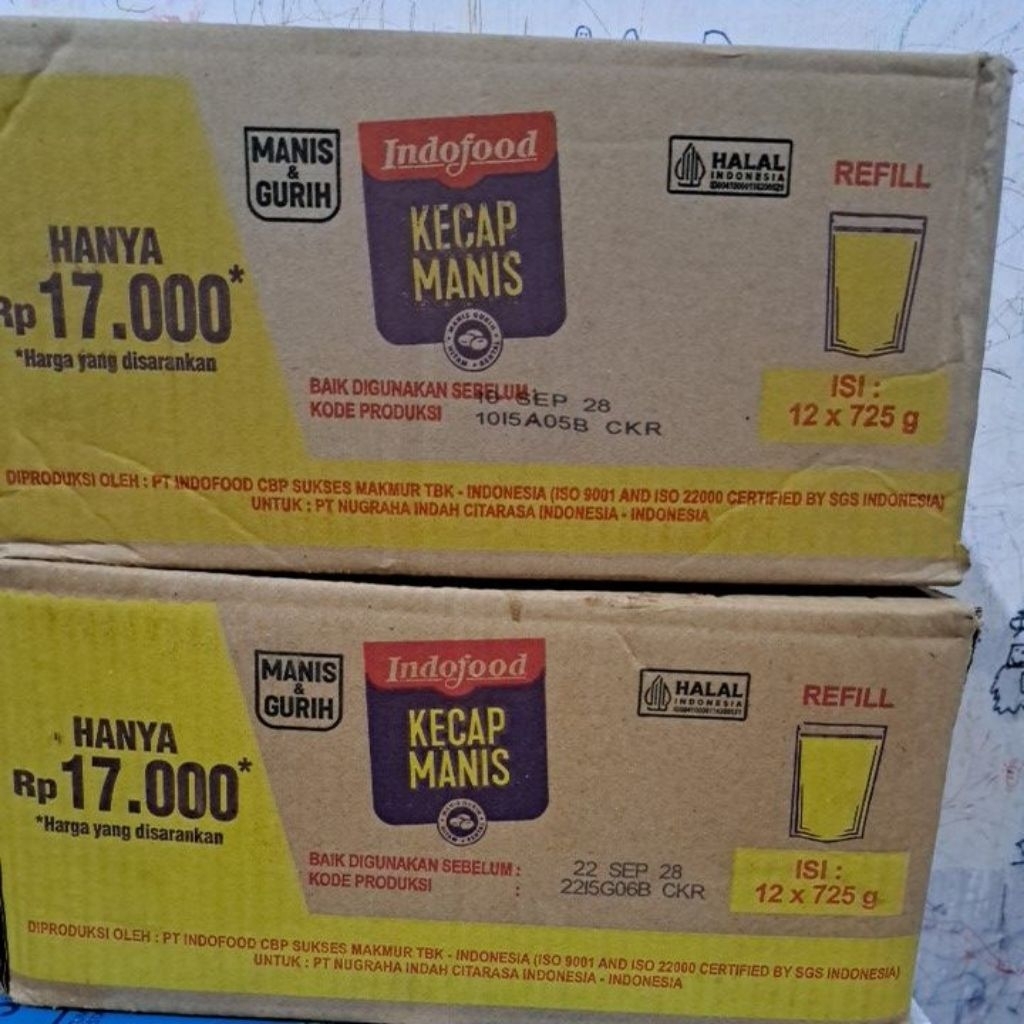 MANIS
&
GURIH
Indofood
KECAP
MANIS
HALAL
INDONESIA
REFILL
HANYA
Rp 17.000*
*Harga yang disarankan
BAIK DIGUNAKAN SEBELUM :
10 SEP 28
KODE PRODUKSI
10I5A05B CKR
ISI :
12 x 725 g
DIPRODUKSI OLEH : PT INDOFOOD CBP SUKSES MAKMUR TBK - INDONESIA (ISO 9001 AND ISO 22000 CERTIFIED BY SGS INDONESIA)
UNTUK : PT NUGRAHA INDAH CITARASA INDONESIA - INDONESIA
MANIS
&
GURIH
Indofood
KECAP
MANIS
HALAL
INDONESIA
REFILL
HANYA
Rp 17.000*
*Harga yang disarankan
BAIK DIGUNAKAN SEBELUM : 22 SEP 28
KODE PRODUKSI : 22I5G06B CKR
ISI :
12 x 725 g
DIPRODUKSI OLEH : PT INDOFOOD CBP SUKSES MAKMUR TBK - INDONESIA (ISO 9001 AND ISO 22000 CERTIFIED BY SGS INDONESIA)
UNTUK : PT NUGRAHA INDAH CITARASA INDONESIA - INDONESIA